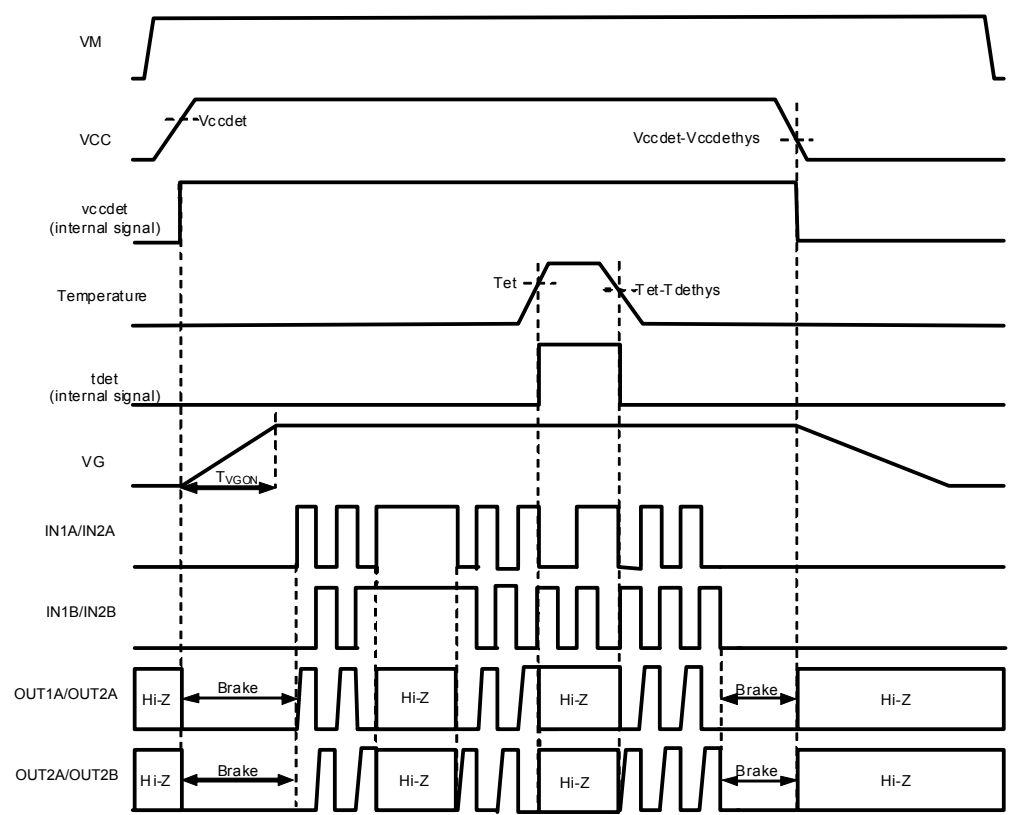 VM
Vccdet
VCC
Vccdet-Vccdethys
vccdet
(internal signal)
Tet
Tet-Tdethys
Temperature
tdet
(internal signal)
VG
TVGON
IN1A/IN2A
IN1B/IN2B
OUT1A/OUT2A
Hi-Z
Brake
Hi-Z
Hi-Z
Brake
Hi-Z
OUT2A/OUT2B
Hi-Z
Brake
Hi-Z
Hi-Z
Brake
Hi-Z